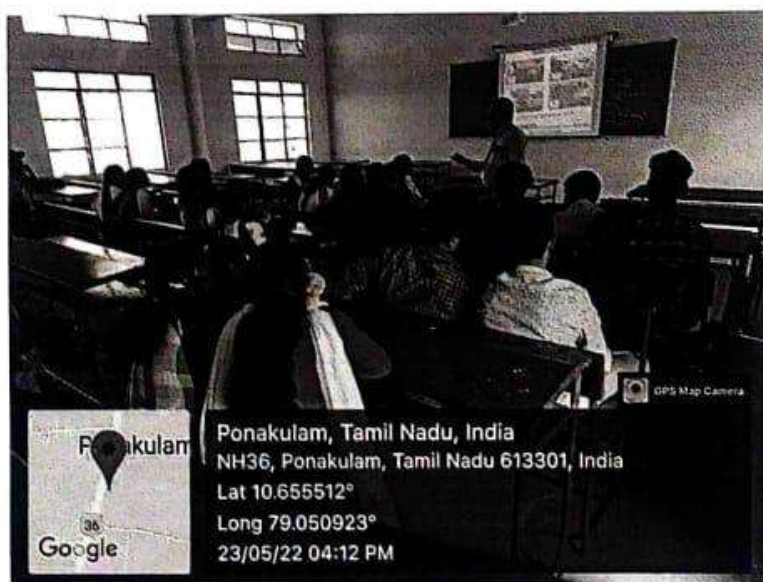 GPS Map Camera
Ponakulam
36
Google
Ponakulam, Tamil Nadu, India
NH36, Ponakulam, Tamil Nadu 613301, India
Lat 10.655512°
Long 79.050923°
23/05/22 04:12 PM